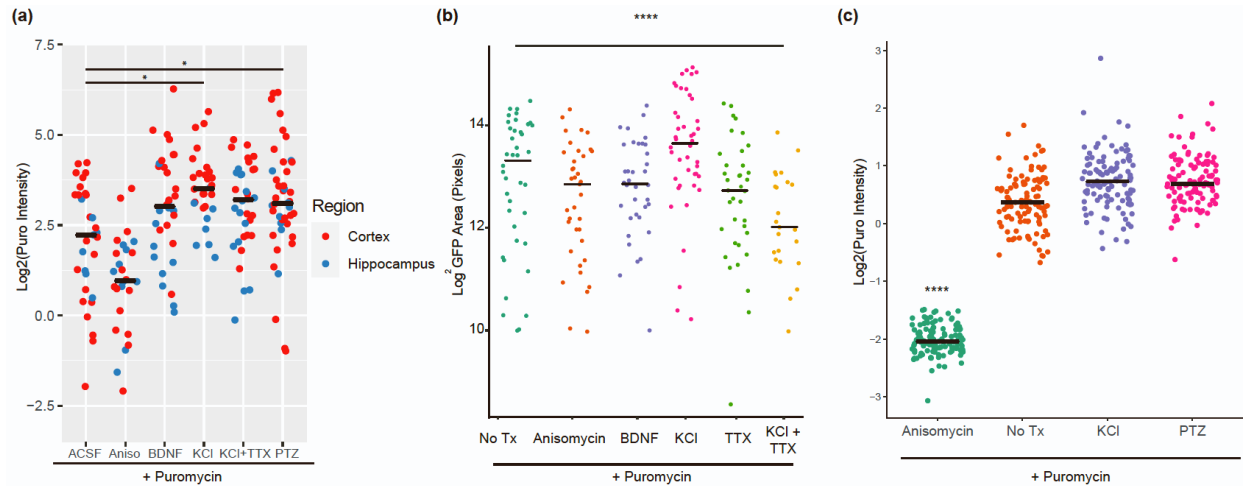 (a)
7.5
5.0
2.5
0.0
−2.5
Log2(Puro Intensity)
*
*
Region
Cortex
Hippocampus
ACSF Aniso BDNF KCl KCl+TTX PTZ
+ Puromycin
(b)
****
14
12
10
Log2 GFP Area (Pixels)
No Tx Anisomycin BDNF KCl TTX KCl +
TTX
+ Puromycin
(c)
3
2
1
0
−1
−2
−3
Log2(Puro Intensity)
****
Anisomycin No Tx KCl PTZ
+ Puromycin